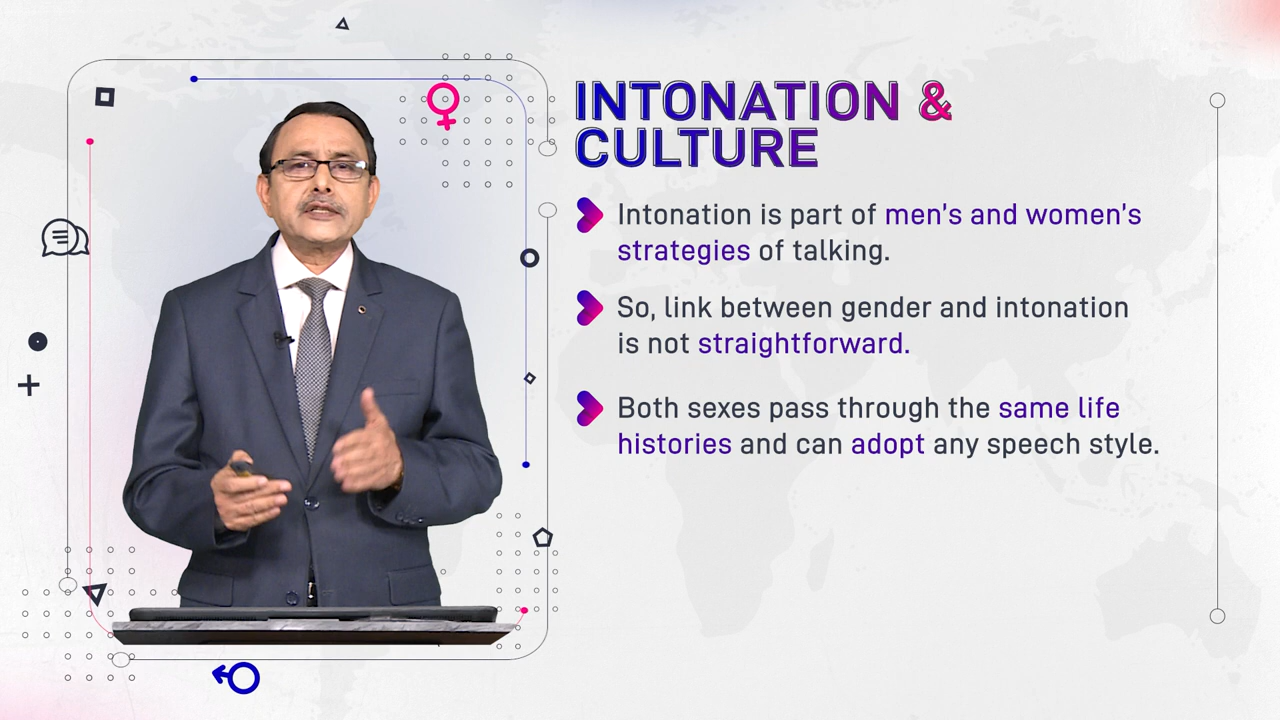 INTONATION &
CULTURE
Intonation is part of men's and women's
strategies of talking.
So, link between gender and intonation
is not straightforward.
Both sexes pass through the same life
histories and can adopt any speech style.